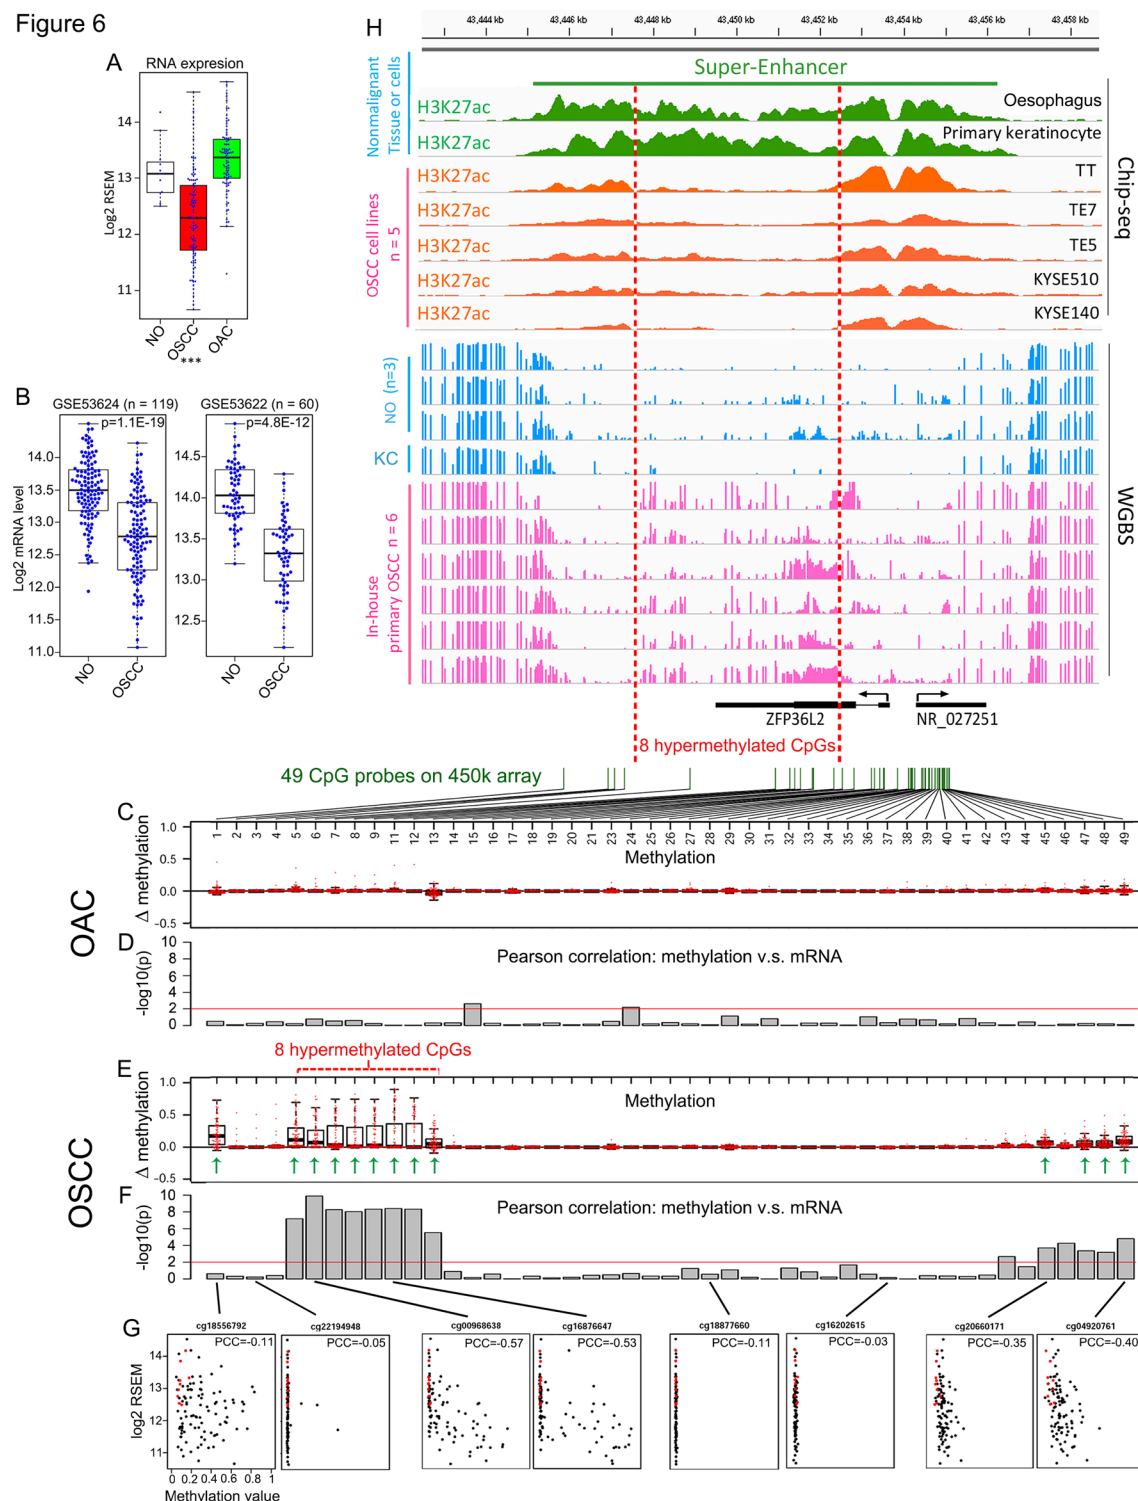 Figure 6
A
RNA expresion
Log2 RSEM
14
13
12
11
NO
OSCC
OAC
***
B
GSE53624 (n = 119)
p=1.1E-19
GSE53622 (n = 60)
p=4.8E-12
Log2 mRNA level
14.0
13.5
13.0
12.5
12.0
11.5
11.0
14.5
14.0
13.5
13.0
12.5
NO
OSCC
NO
OSCC
H
43,444 kb 43,446 kb 43,448 kb 43,450 kb 43,452 kb 43,454 kb 43,456 kb 43,458 kb
Super-Enhancer
Nonmalignant
Tissue or cells
H3K27ac Oesophagus
H3K27ac Primary keratinocyte
OSCC cell lines
n = 5
H3K27ac TT
H3K27ac TE7
H3K27ac TE5
H3K27ac KYSE510
H3K27ac KYSE140
Chip-seq
NO (n=3)
KC
In-house
primary OSCC n = 6
WGBS
ZFP36L2
NR_027251
8 hypermethylated CpGs
49 CpG probes on 450k array
OAC
C
Δ methylation
1.0
0.5
0.0
-0.5
1 2 3 4 5 6 7 8 9 10 11 12 13 14 15 16 17 18 19 20 21 22 23 24 25 26 27 28 29 30 31 32 33 34 35 36 37 38 39 40 41 42 43 44 45 46 47 48 49
Methylation
D
-log10(p)
10
8
6
4
2
0
Pearson correlation: methylation v.s. mRNA
OSCC
8 hypermethylated CpGs
E
Δ methylation
1.0
0.5
0.0
-0.5
Methylation
F
-log10(p)
10
8
6
4
2
0
Pearson correlation: methylation v.s. mRNA
G
cg18556792 cg22194948 cg00968638 cg16876647 cg18877660 cg16202615 cg20660171 cg04920761
PCC=-0.11 PCC=-0.05 PCC=-0.57 PCC=-0.53 PCC=-0.11 PCC=-0.03 PCC=-0.35 PCC=-0.40
log2 RSEM
14
13
12
11
0 0.2 0.4 0.6 0.8 1
Methylation value